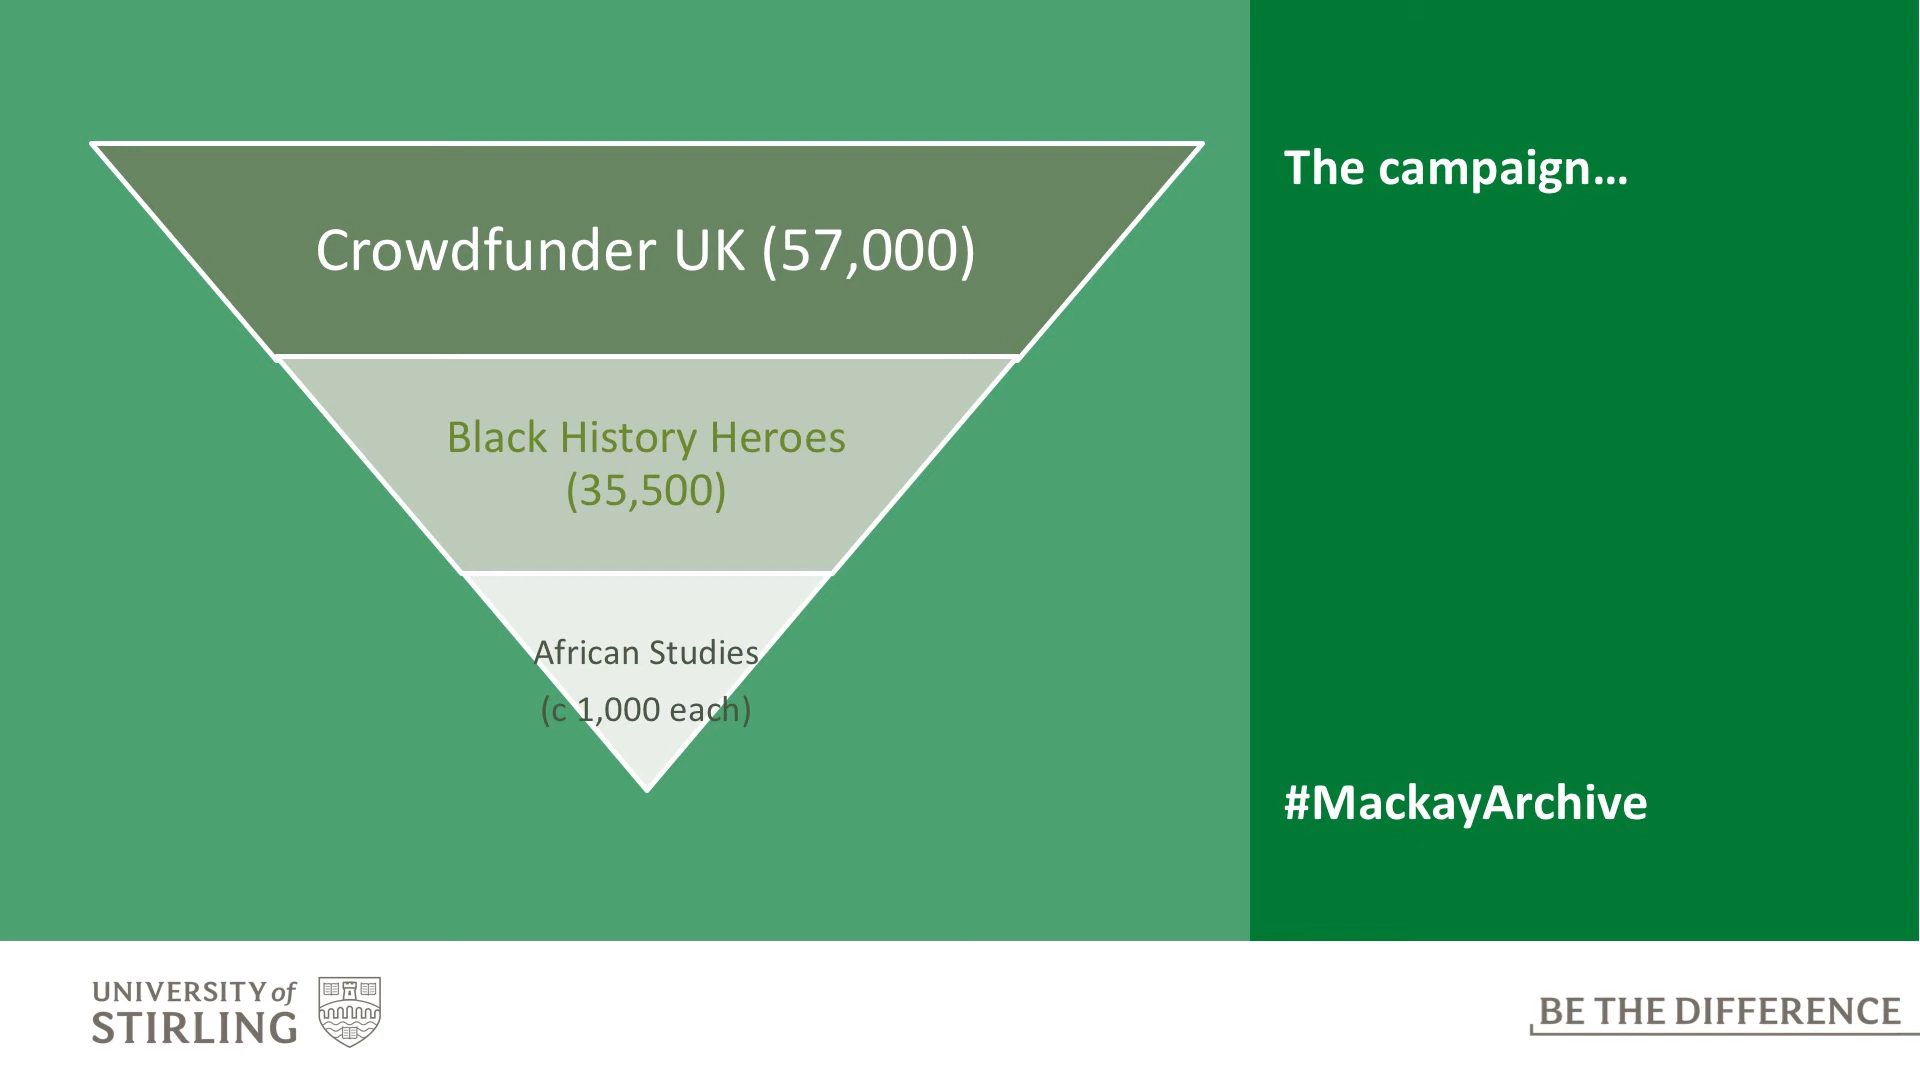 Crowdfunder UK (57,000)
Black History Heroes
(35,500)
African Studies
(c 1,000 each)
The campaign…
#MackayArchive
UNIVERSITY of
STIRLING
BE THE DIFFERENCE